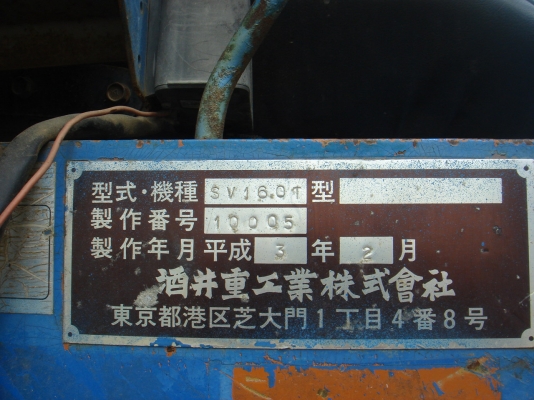 型式・機種 SV16.0T 型
製作番号 10005
製作年月 平成 3 年 2 月
酒井重工業株式會社
東京都港区芝大門1丁目4番8号